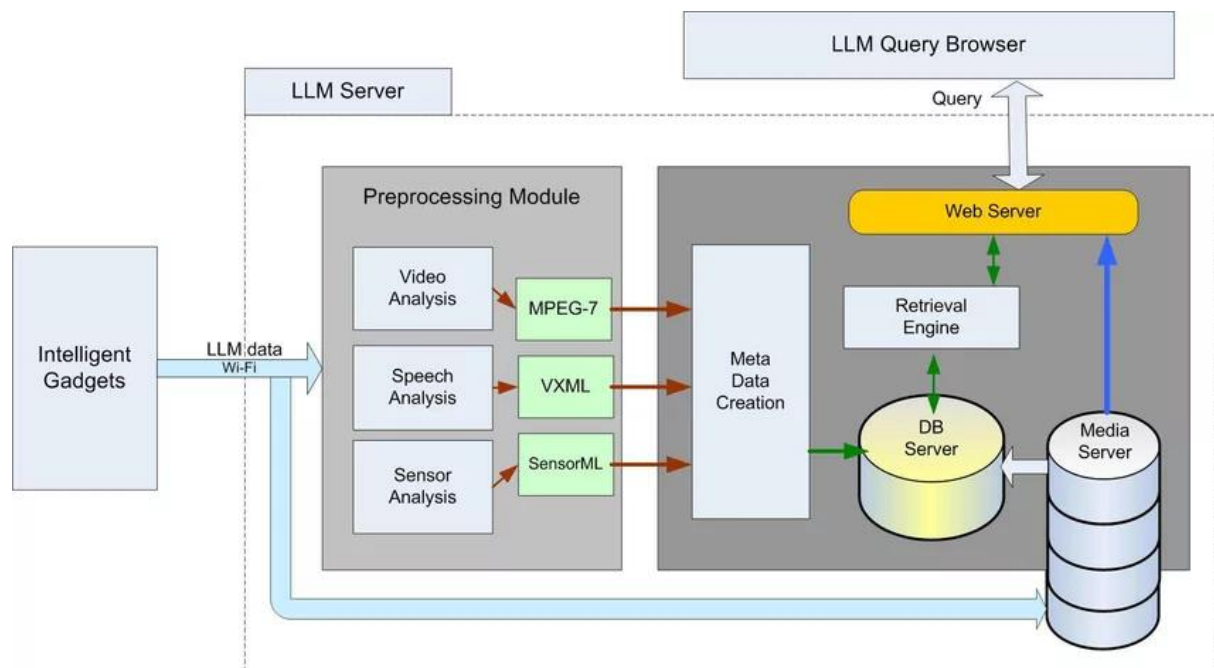 LLM Query Browser
LLM Server
Query
Preprocessing Module
Web Server
Video
Analysis
MPEG-7
Retrieval
Engine
Intelligent
Gadgets
LLM data
Wi-Fi
Speech
Analysis
VXML
Meta
Data
Creation
DB
Server
Media
Server
Sensor
Analysis
SensorML